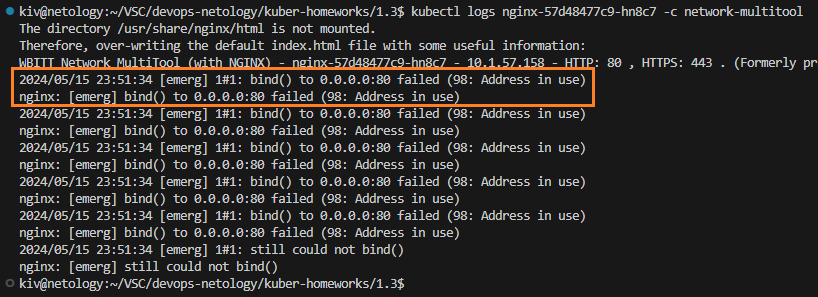 kiv@netology:~/VSC/devops-netology/kuber-homeworks/1.3$ kubectl logs nginx-57d48477c9-hn8c7 -c network-multitool
The directory /usr/share/nginx/html is not mounted.
Therefore, over-writing the default index.html file with some useful information:
WBITT Network MultiTool (with NGINX) - nginx-57d48477c9-hn8c7 - 10.1.57.158 - HTTP: 80 , HTTPS: 443 . (Formerly pr
2024/05/15 23:51:34 [emerg] 1#1: bind() to 0.0.0.0:80 failed (98: Address in use)
nginx: [emerg] bind() to 0.0.0.0:80 failed (98: Address in use)
2024/05/15 23:51:34 [emerg] 1#1: bind() to 0.0.0.0:80 failed (98: Address in use)
nginx: [emerg] bind() to 0.0.0.0:80 failed (98: Address in use)
2024/05/15 23:51:34 [emerg] 1#1: bind() to 0.0.0.0:80 failed (98: Address in use)
nginx: [emerg] bind() to 0.0.0.0:80 failed (98: Address in use)
2024/05/15 23:51:34 [emerg] 1#1: bind() to 0.0.0.0:80 failed (98: Address in use)
nginx: [emerg] bind() to 0.0.0.0:80 failed (98: Address in use)
2024/05/15 23:51:34 [emerg] 1#1: bind() to 0.0.0.0:80 failed (98: Address in use)
nginx: [emerg] bind() to 0.0.0.0:80 failed (98: Address in use)
2024/05/15 23:51:34 [emerg] 1#1: still could not bind()
nginx: [emerg] still could not bind()
kiv@netology:~/VSC/devops-netology/kuber-homeworks/1.3$